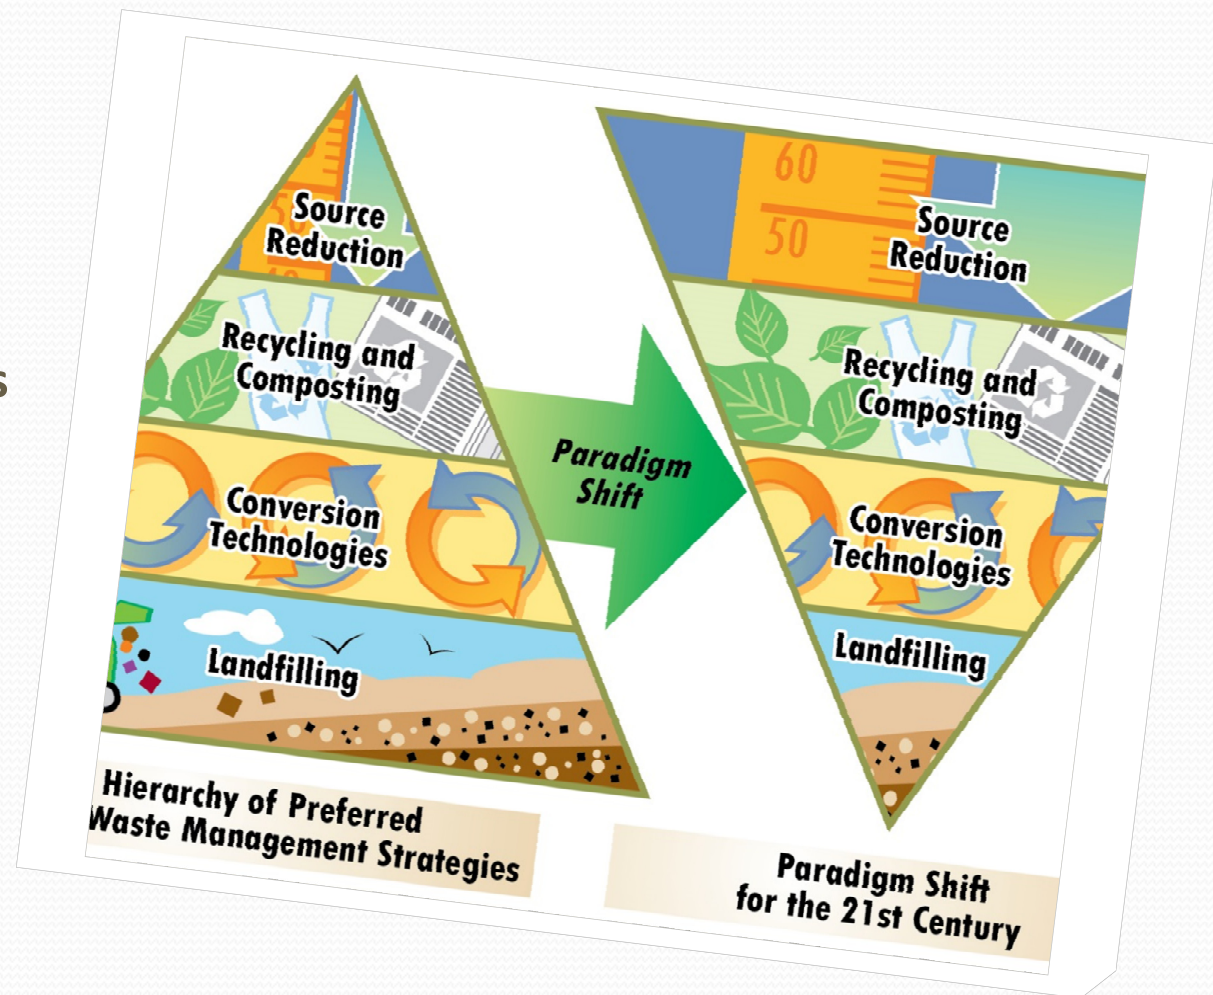 Source
Reduction
Recycling and
Composting
Conversion
Technologies
Landfilling
Hierarchy of Preferred
Waste Management Strategies
Paradigm
Shift
60
50
Source
Reduction
Recycling and
Composting
Conversion
Technologies
Landfilling
Paradigm Shift
for the 21st Century
s